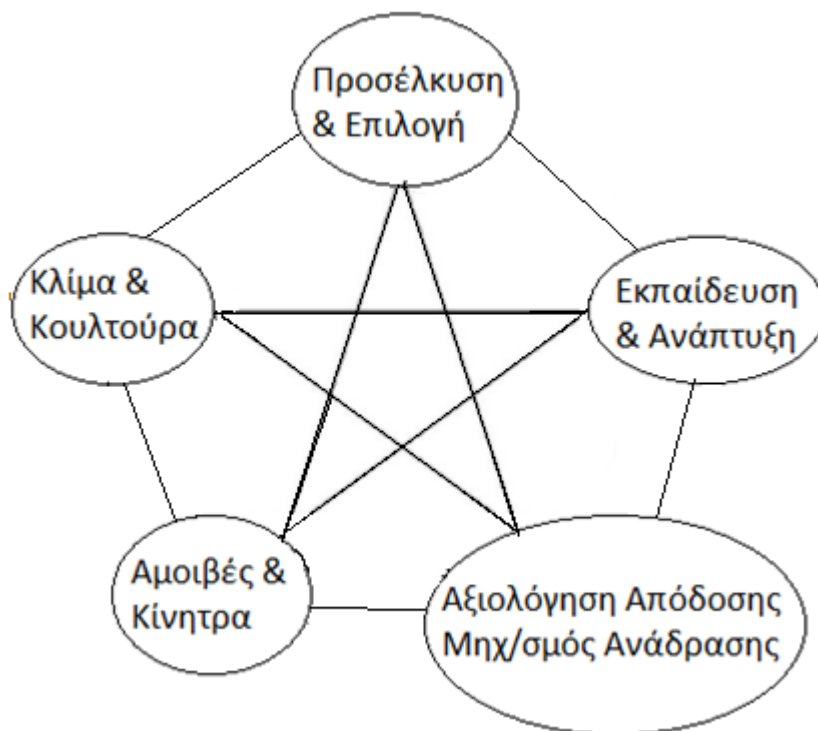 Προσέλκυση
& Επιλογή
Κλίμα &
Κουλτούρα
Εκπαίδευση
& Ανάπτυξη
Αμοιβές &
Κίνητρα
Αξιολόγηση Απόδοσης
Μηχ/σμός Ανάδρασης